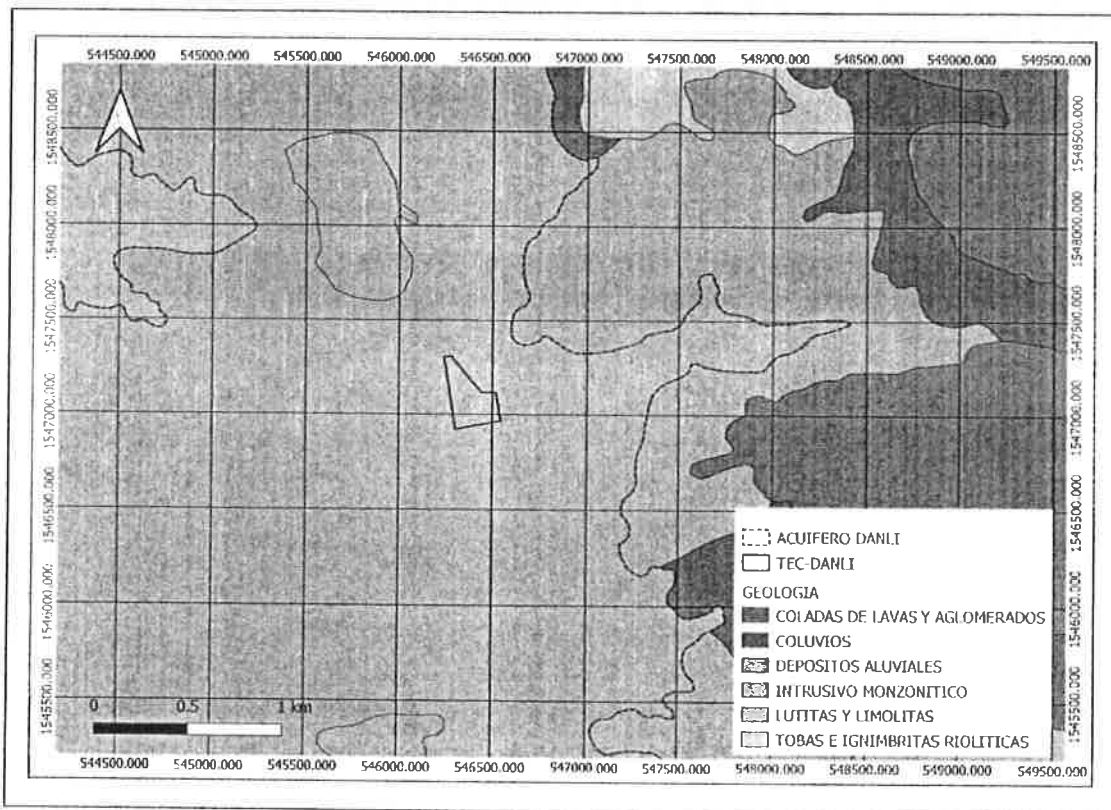 544500.000 545000.000 545500.000 546000.000 546500.000 547000.000 547500.000 548000.000 548500.000 549000.000 549500.000
1548500.000
1548000.000
1547500.000
1547000.000
1546500.000
1546000.000
1545500.000
1548500.000
1548000.000
1547500.000
1547000.000
1546500.000
1546000.000
1545500.000
ACUIFERO DANLI
TEC-DANLI
GEOLOGIA
COLADAS DE LAVAS Y AGLOMERADOS
COLUVIOS
DEPOSITOS ALUVIALES
INTRUSIVO MONZONITICO
LUTITAS Y LIMOLITAS
TOBAS E IGNIMBRITAS RIOLITICAS
0 0.5 1 km
544500.000 545000.000 545500.000 546000.000 546500.000 547000.000 547500.000 548000.000 548500.000 549000.000 549500.000